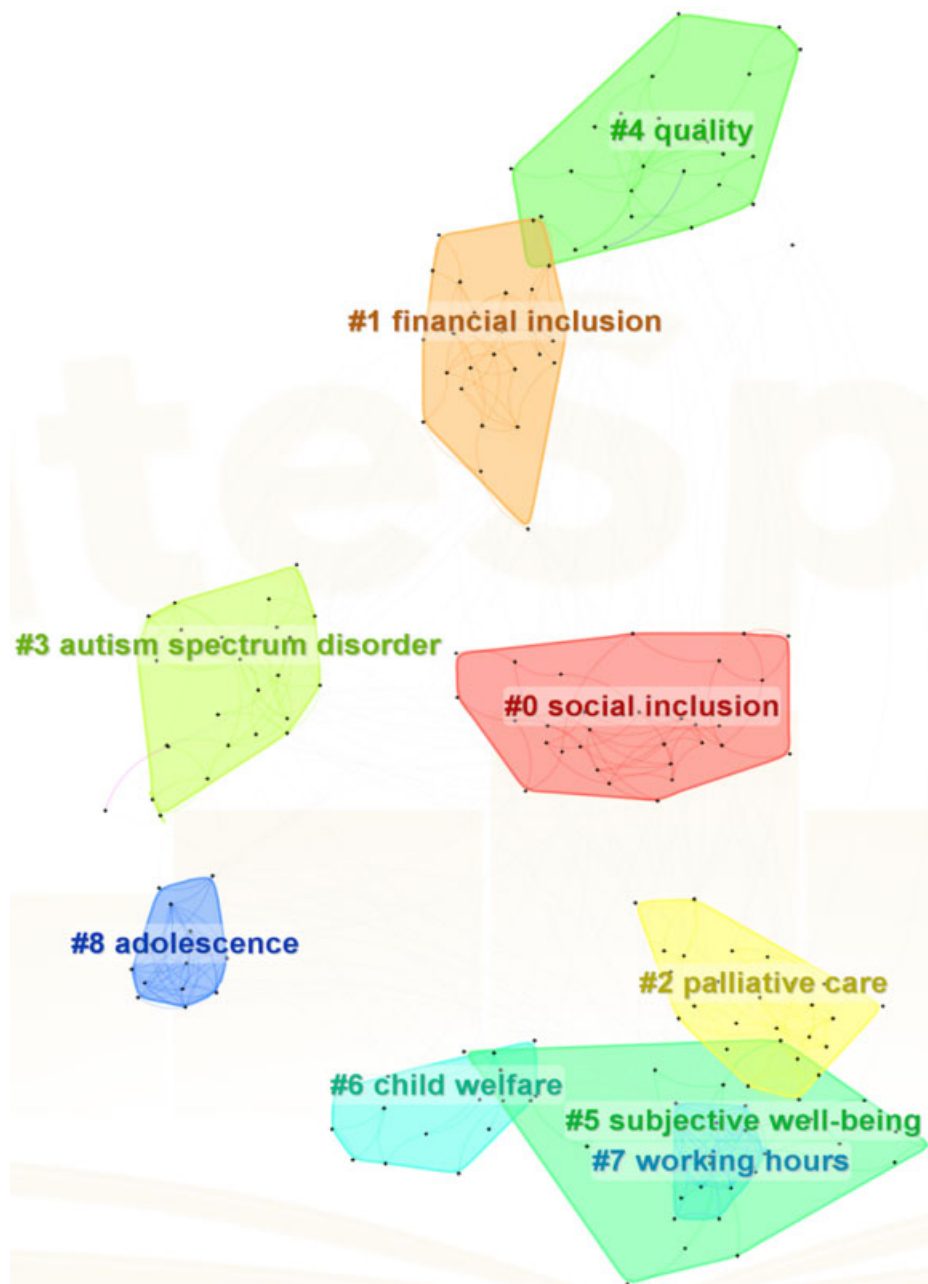 #4 quality
#1 financial inclusion
#3 autism spectrum disorder
#0 social inclusion
#8 adolescence
#2 palliative care
#6 child welfare
#5 subjective well-being
#7 working hours
teSp